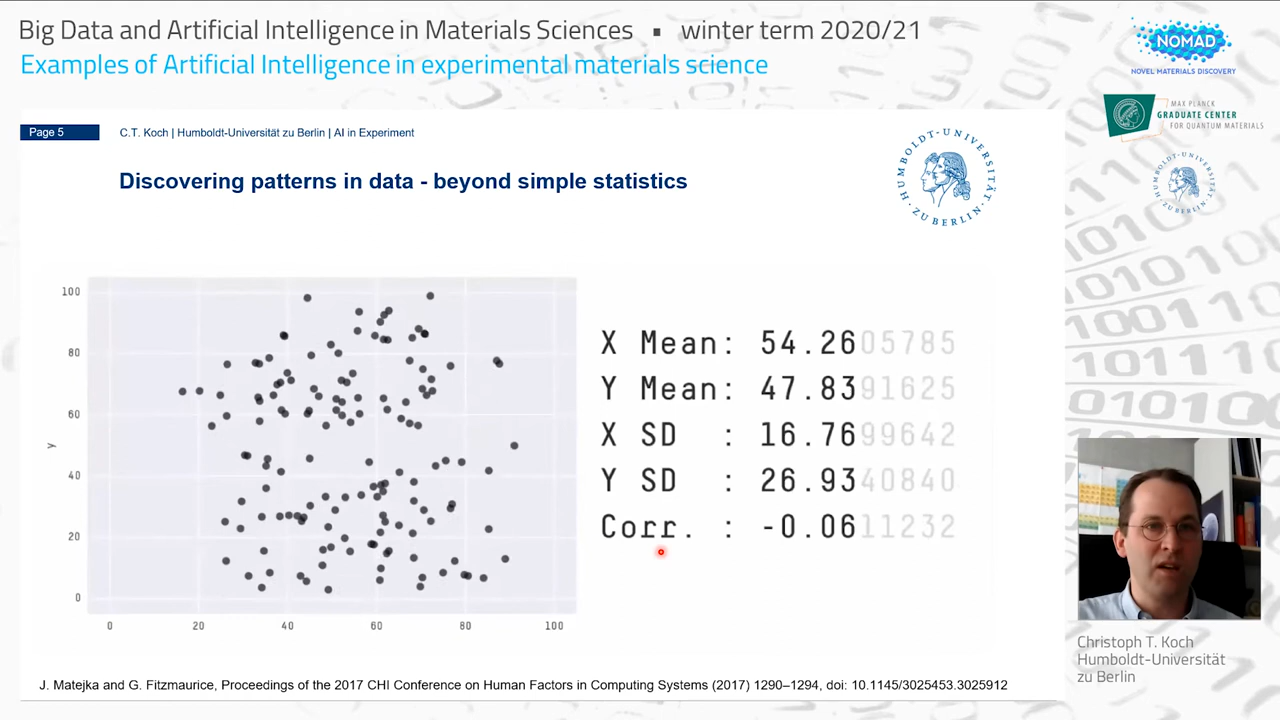 Big Data and Artificial Intelligence in Materials Sciences ▪ winter term 2020/21
Examples of Artificial Intelligence in experimental materials science
NOMAD
NOVEL MATERIALS DISCOVERY
MAX PLANCK
GRADUATE CENTER
FOR QUANTUM MATERIALS
HUMBOLDT-UNIVERSITÄT
ZU BERLIN
Page 5
C.T. Koch | Humboldt-Universität zu Berlin | AI in Experiment
Discovering patterns in data - beyond simple statistics
HUMBOLDT-UNIVERSITÄT
ZU BERLIN
100
80
60
40
20
0
y
0 20 40 60 80 100
X Mean: 54.2605785
Y Mean: 47.8391625
X SD : 16.7699642
Y SD : 26.9340840
Corr. : -0.0611232
J. Matejka and G. Fitzmaurice, Proceedings of the 2017 CHI Conference on Human Factors in Computing Systems (2017) 1290–1294, doi: 10.1145/3025453.3025912
Christoph T. Koch
Humboldt-Universität
zu Berlin